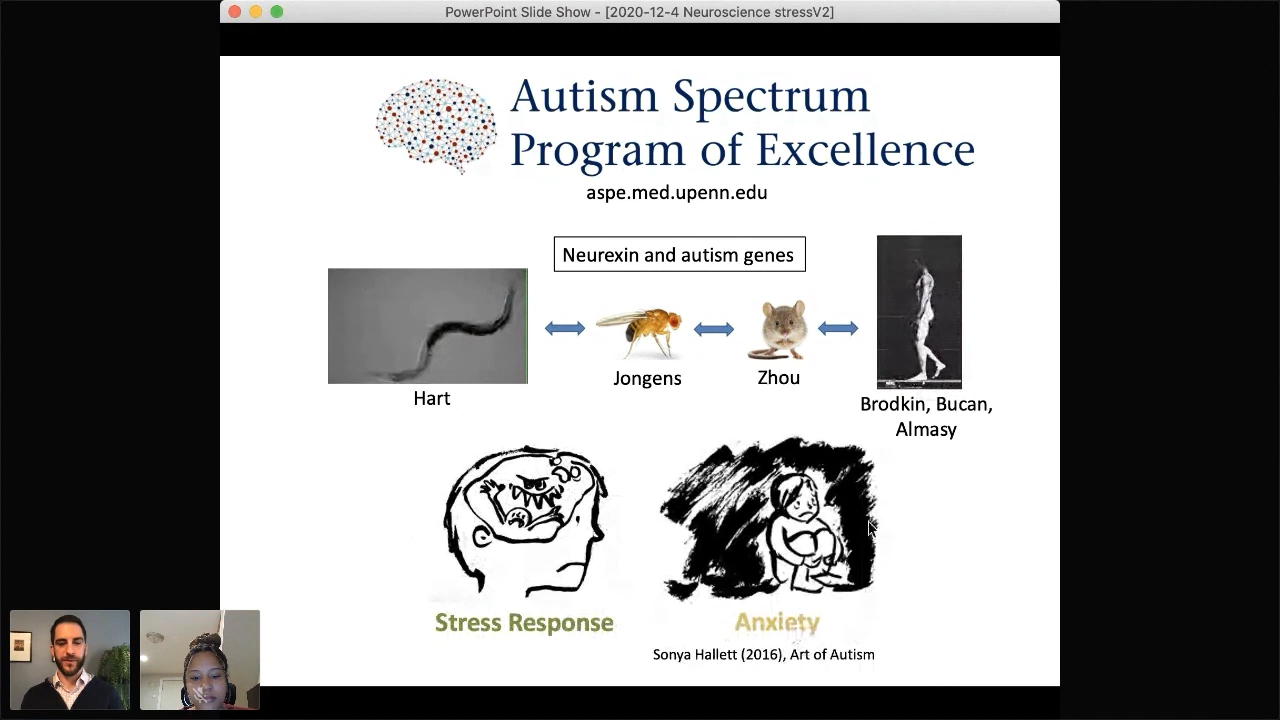 PowerPoint Slide Show - [2020-12-4 Neuroscience stressV2]
Autism Spectrum
Program of Excellence
aspe.med.upenn.edu
Neurexin and autism genes
Hart
Jongens
Zhou
Brodkin, Bucan,
Almasy
Stress Response
Anxiety
Sonya Hallett (2016), Art of Autism